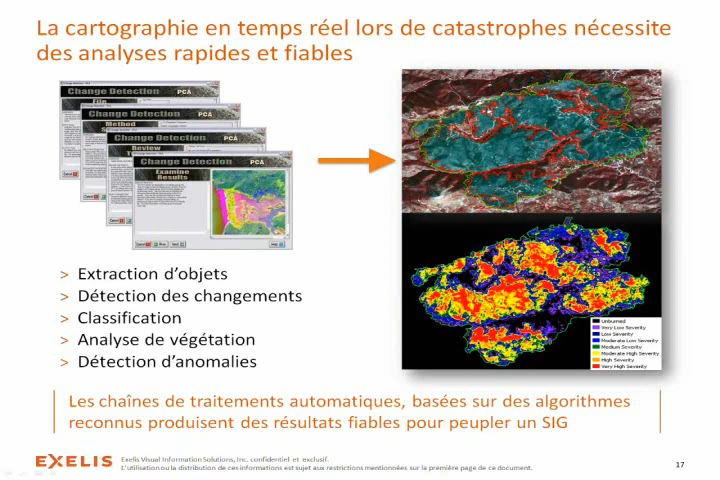 La cartographie en temps réel lors de catastrophes nécessite
des analyses rapides et fiables
Change Detection PCA
File
Change Detection PCA
Method
Change Detection PCA
Review
Change Detection PCA
Examine
Results
> Extraction d'objets
> Détection des changements
> Classification
> Analyse de végétation
> Détection d'anomalies
Unburned
Very Low Severity
Low Severity
Moderate Low Severity
Medium Severity
Moderate High Severity
High Severity
Very High Severity
Les chaînes de traitements automatiques, basées sur des algorithmes
reconnus produisent des résultats fiables pour peupler un SIG
EXELIS
Exelis Visual Information Solutions, Inc. confidentiel et exclusif.
L'utilisation ou la distribution de ces informations est sujet aux restrictions mentionnées sur la première page de ce document.
17